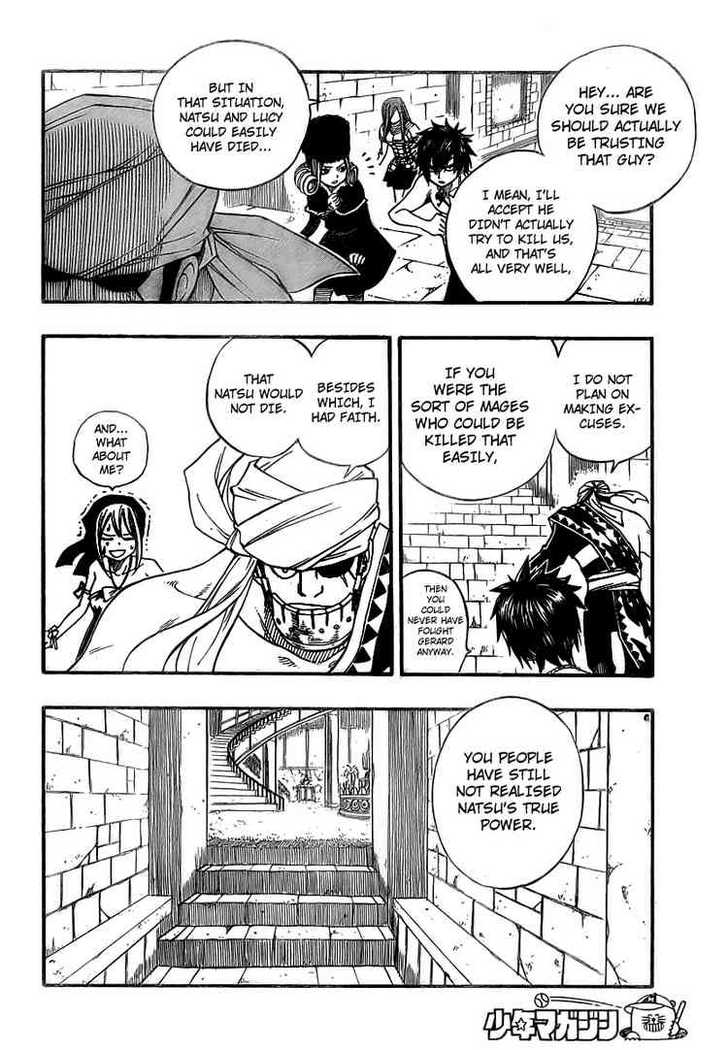 HEY... ARE
YOU SURE WE
SHOULD ACTUALLY
BE TRUSTING
THAT GUY?
I MEAN, I'LL
ACCEPT HE
DIDN'T ACTUALLY
TRY TO KILL US,
AND THAT'S
ALL VERY WELL,
BUT IN
THAT SITUATION,
NATSU AND LUCY
COULD EASILY
HAVE DIED...
I DO NOT
PLAN ON
MAKING EX-
CUSES.
IF YOU
WERE THE
SORT OF MAGES
WHO COULD BE
KILLED THAT
EASILY,
THEN
YOU
COULD
NEVER HAVE
FOUGHT
GERARD
ANYWAY.
BESIDES
WHICH, I
HAD FAITH.
THAT
NATSU WOULD
NOT DIE.
AND...
WHAT
ABOUT
ME?
YOU PEOPLE
HAVE STILL
NOT REALISED
NATSU'S TRUE
POWER.
少年マガジン